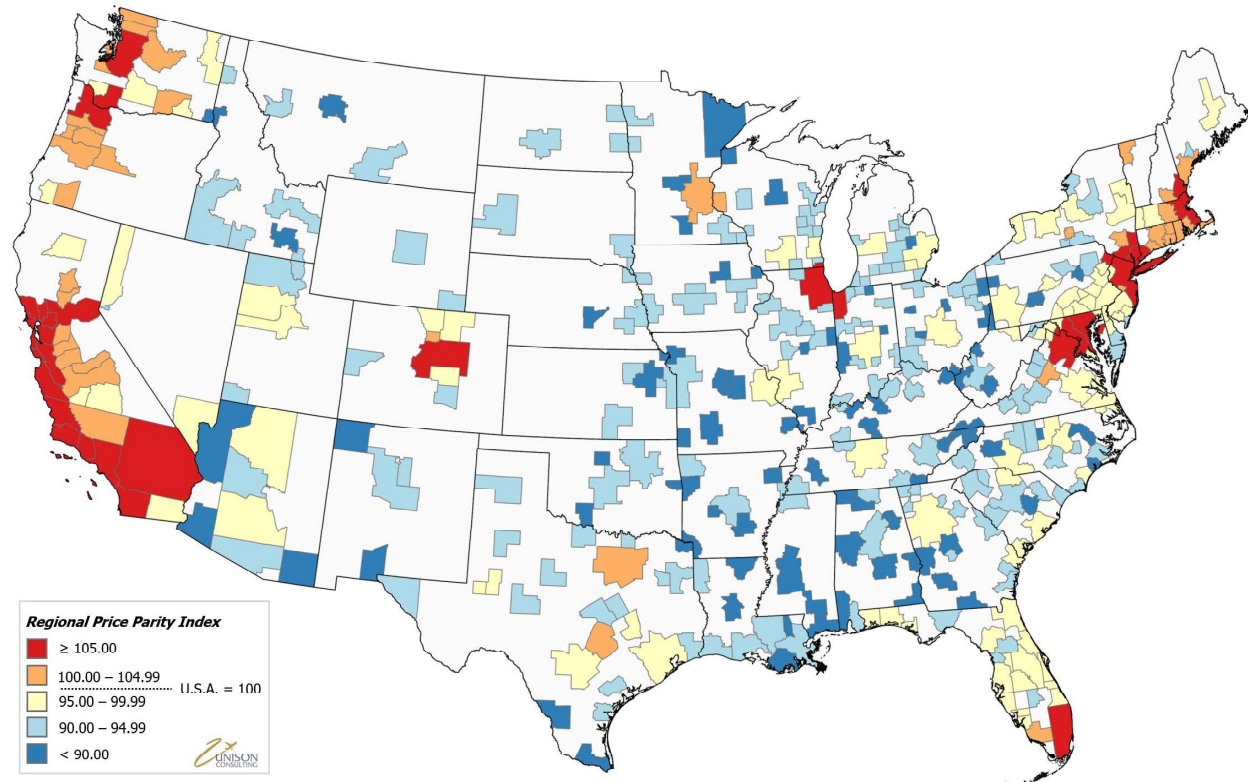 Regional Price Parity Index
≥ 105.00
100.00 – 104.99
U.S.A. = 100
95.00 – 99.99
90.00 – 94.99
< 90.00
UNISON
CONSULTING